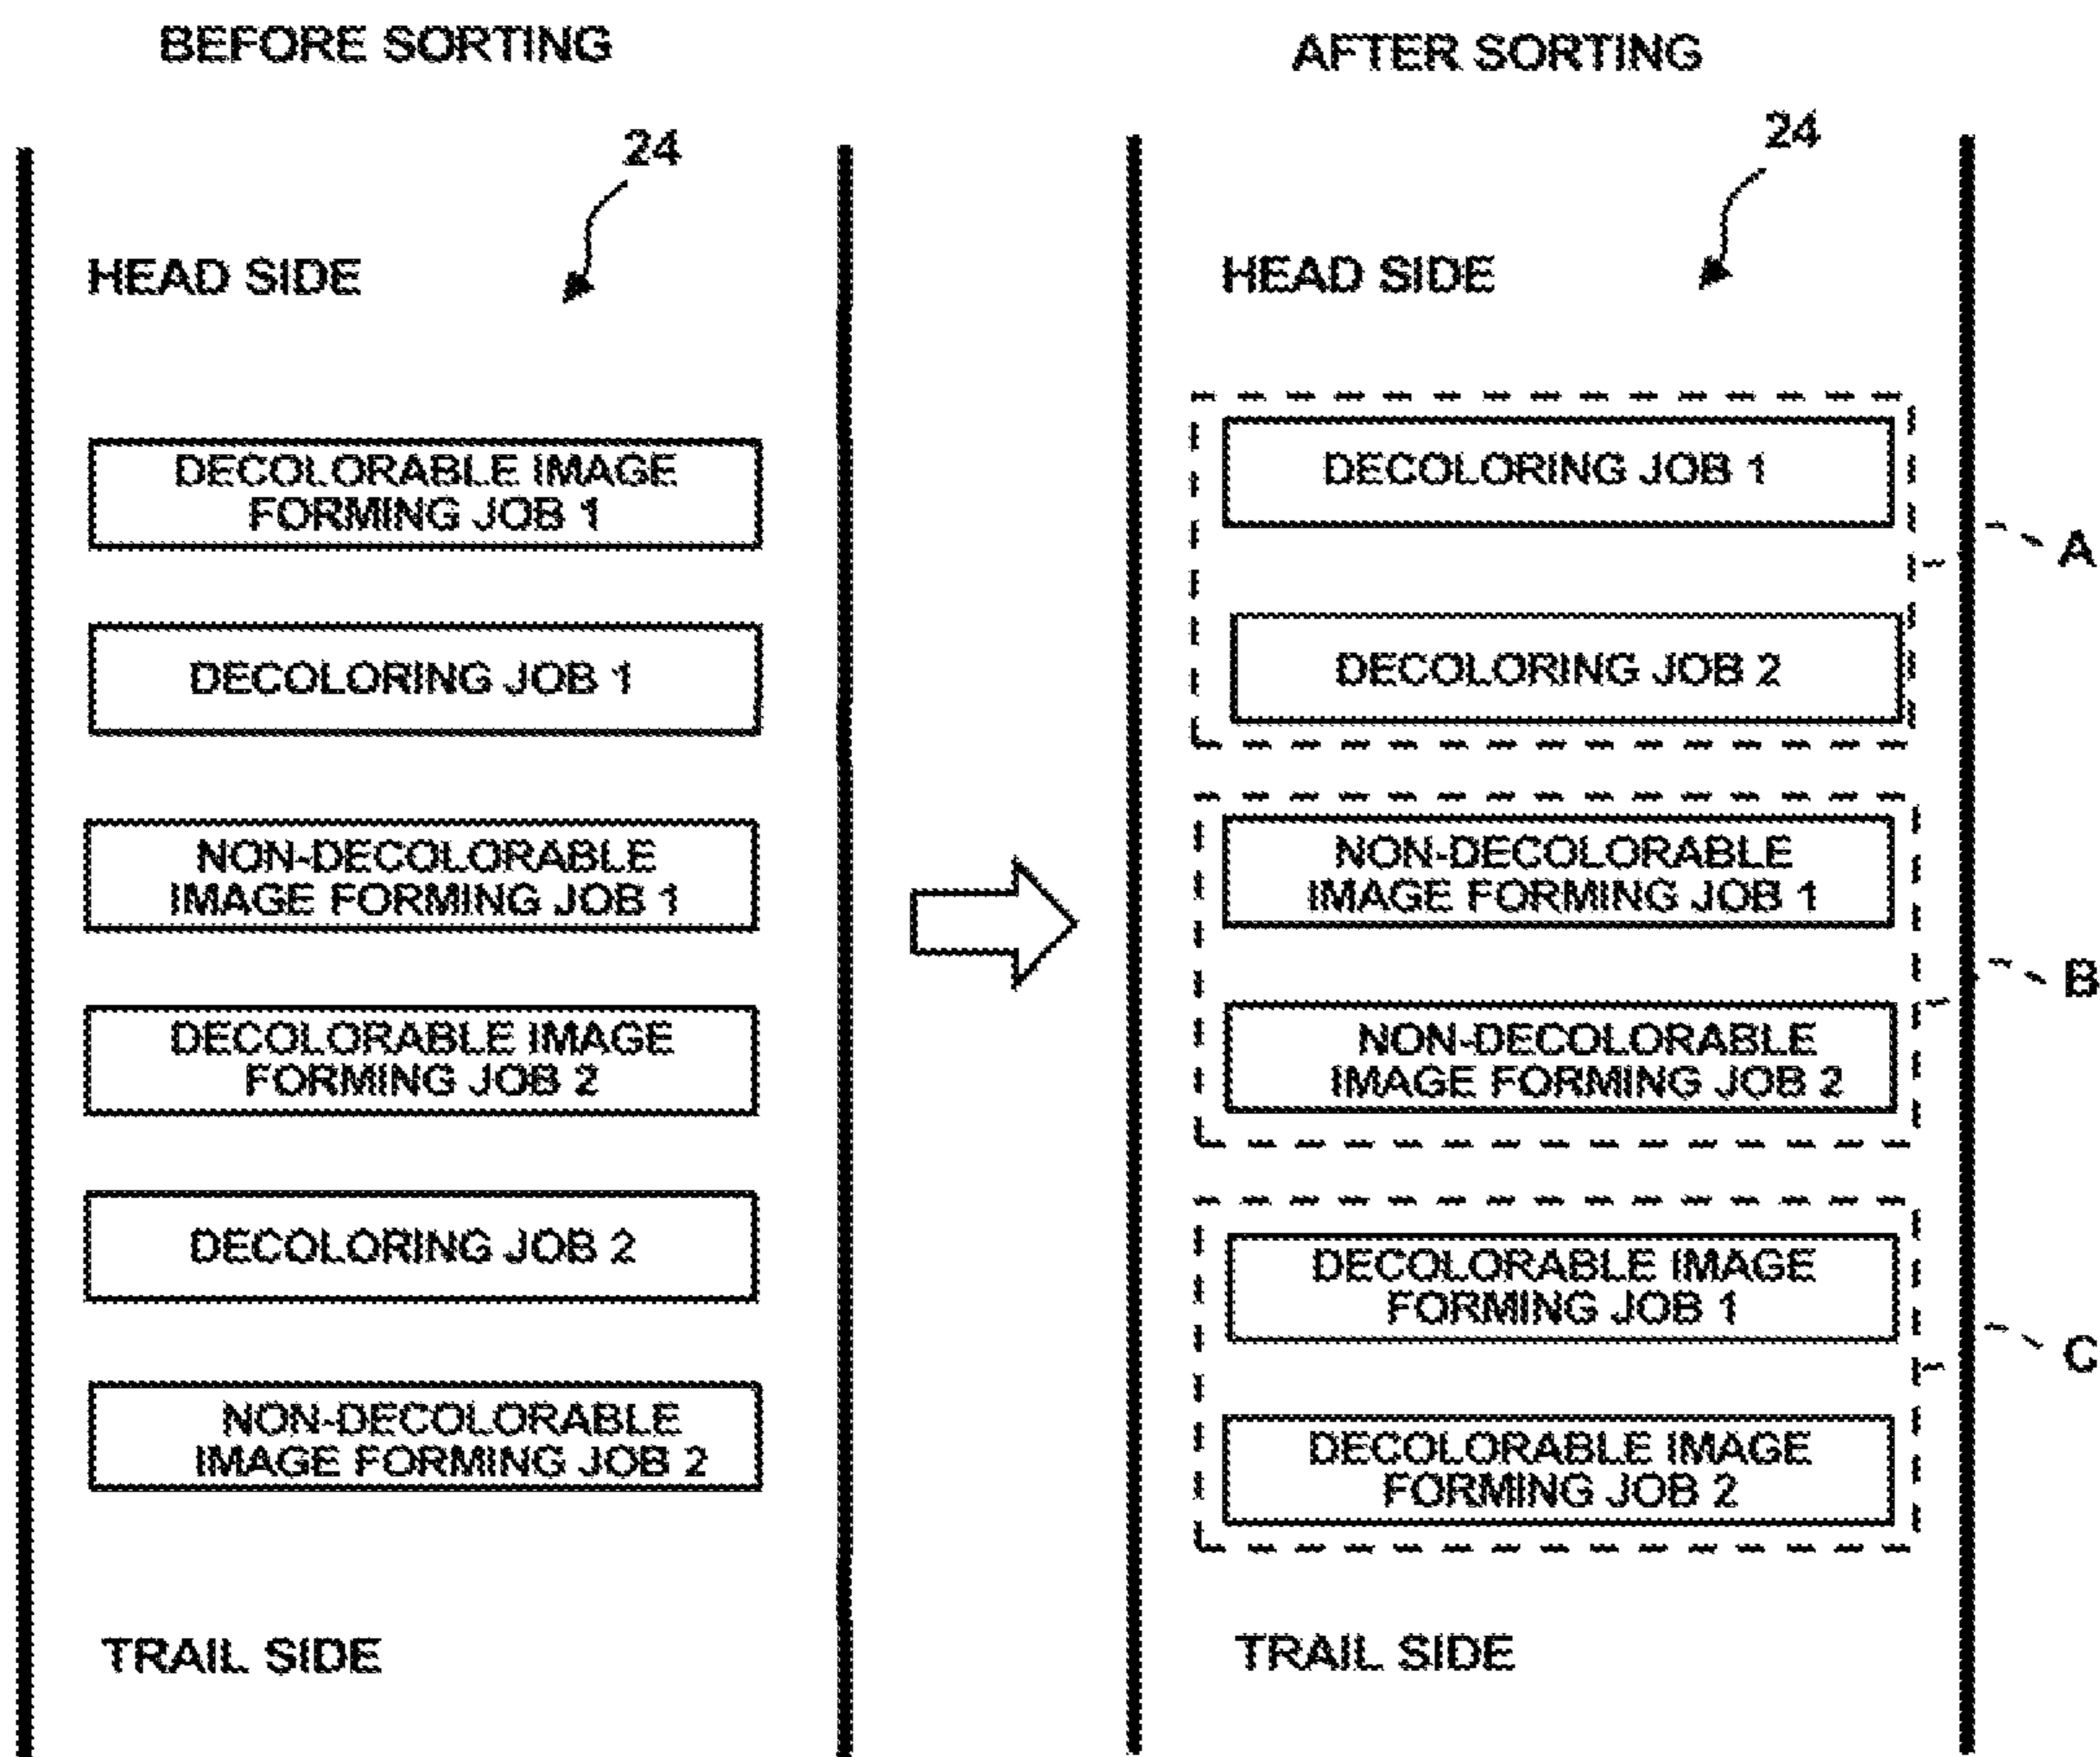 BEFORE SORTING
24
HEAD SIDE
DECOLORABLE IMAGE
FORMING JOB 1
DECOLORING JOB 1
NON-DECOLORABLE
IMAGE FORMING JOB 1
DECOLORABLE IMAGE
FORMING JOB 2
DECOLORING JOB 2
NON-DECOLORABLE
IMAGE FORMING JOB 2
TRAIL SIDE
AFTER SORTING
24
HEAD SIDE
DECOLORING JOB 1
DECOLORING JOB 2
A
NON-DECOLORABLE
IMAGE FORMING JOB 1
NON-DECOLORABLE
IMAGE FORMING JOB 2
B
DECOLORABLE IMAGE
FORMING JOB 1
DECOLORABLE IMAGE
FORMING JOB 2
C
TRAIL SIDE